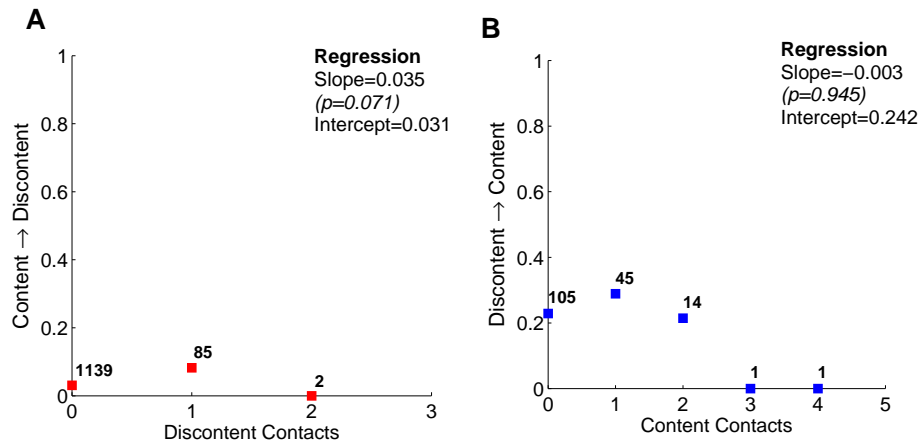 A
Regression
Slope=0.035
(p=0.071)
Intercept=0.031
1
0.8
0.6
0.4
0.2
0
Content → Discontent
1139
85
2
0
1
2
3
Discontent Contacts
B
Regression
Slope=−0.003
(p=0.945)
Intercept=0.242
1
0.8
0.6
0.4
0.2
0
Discontent → Content
105
45
14
1
1
0
1
2
3
4
5
Content Contacts